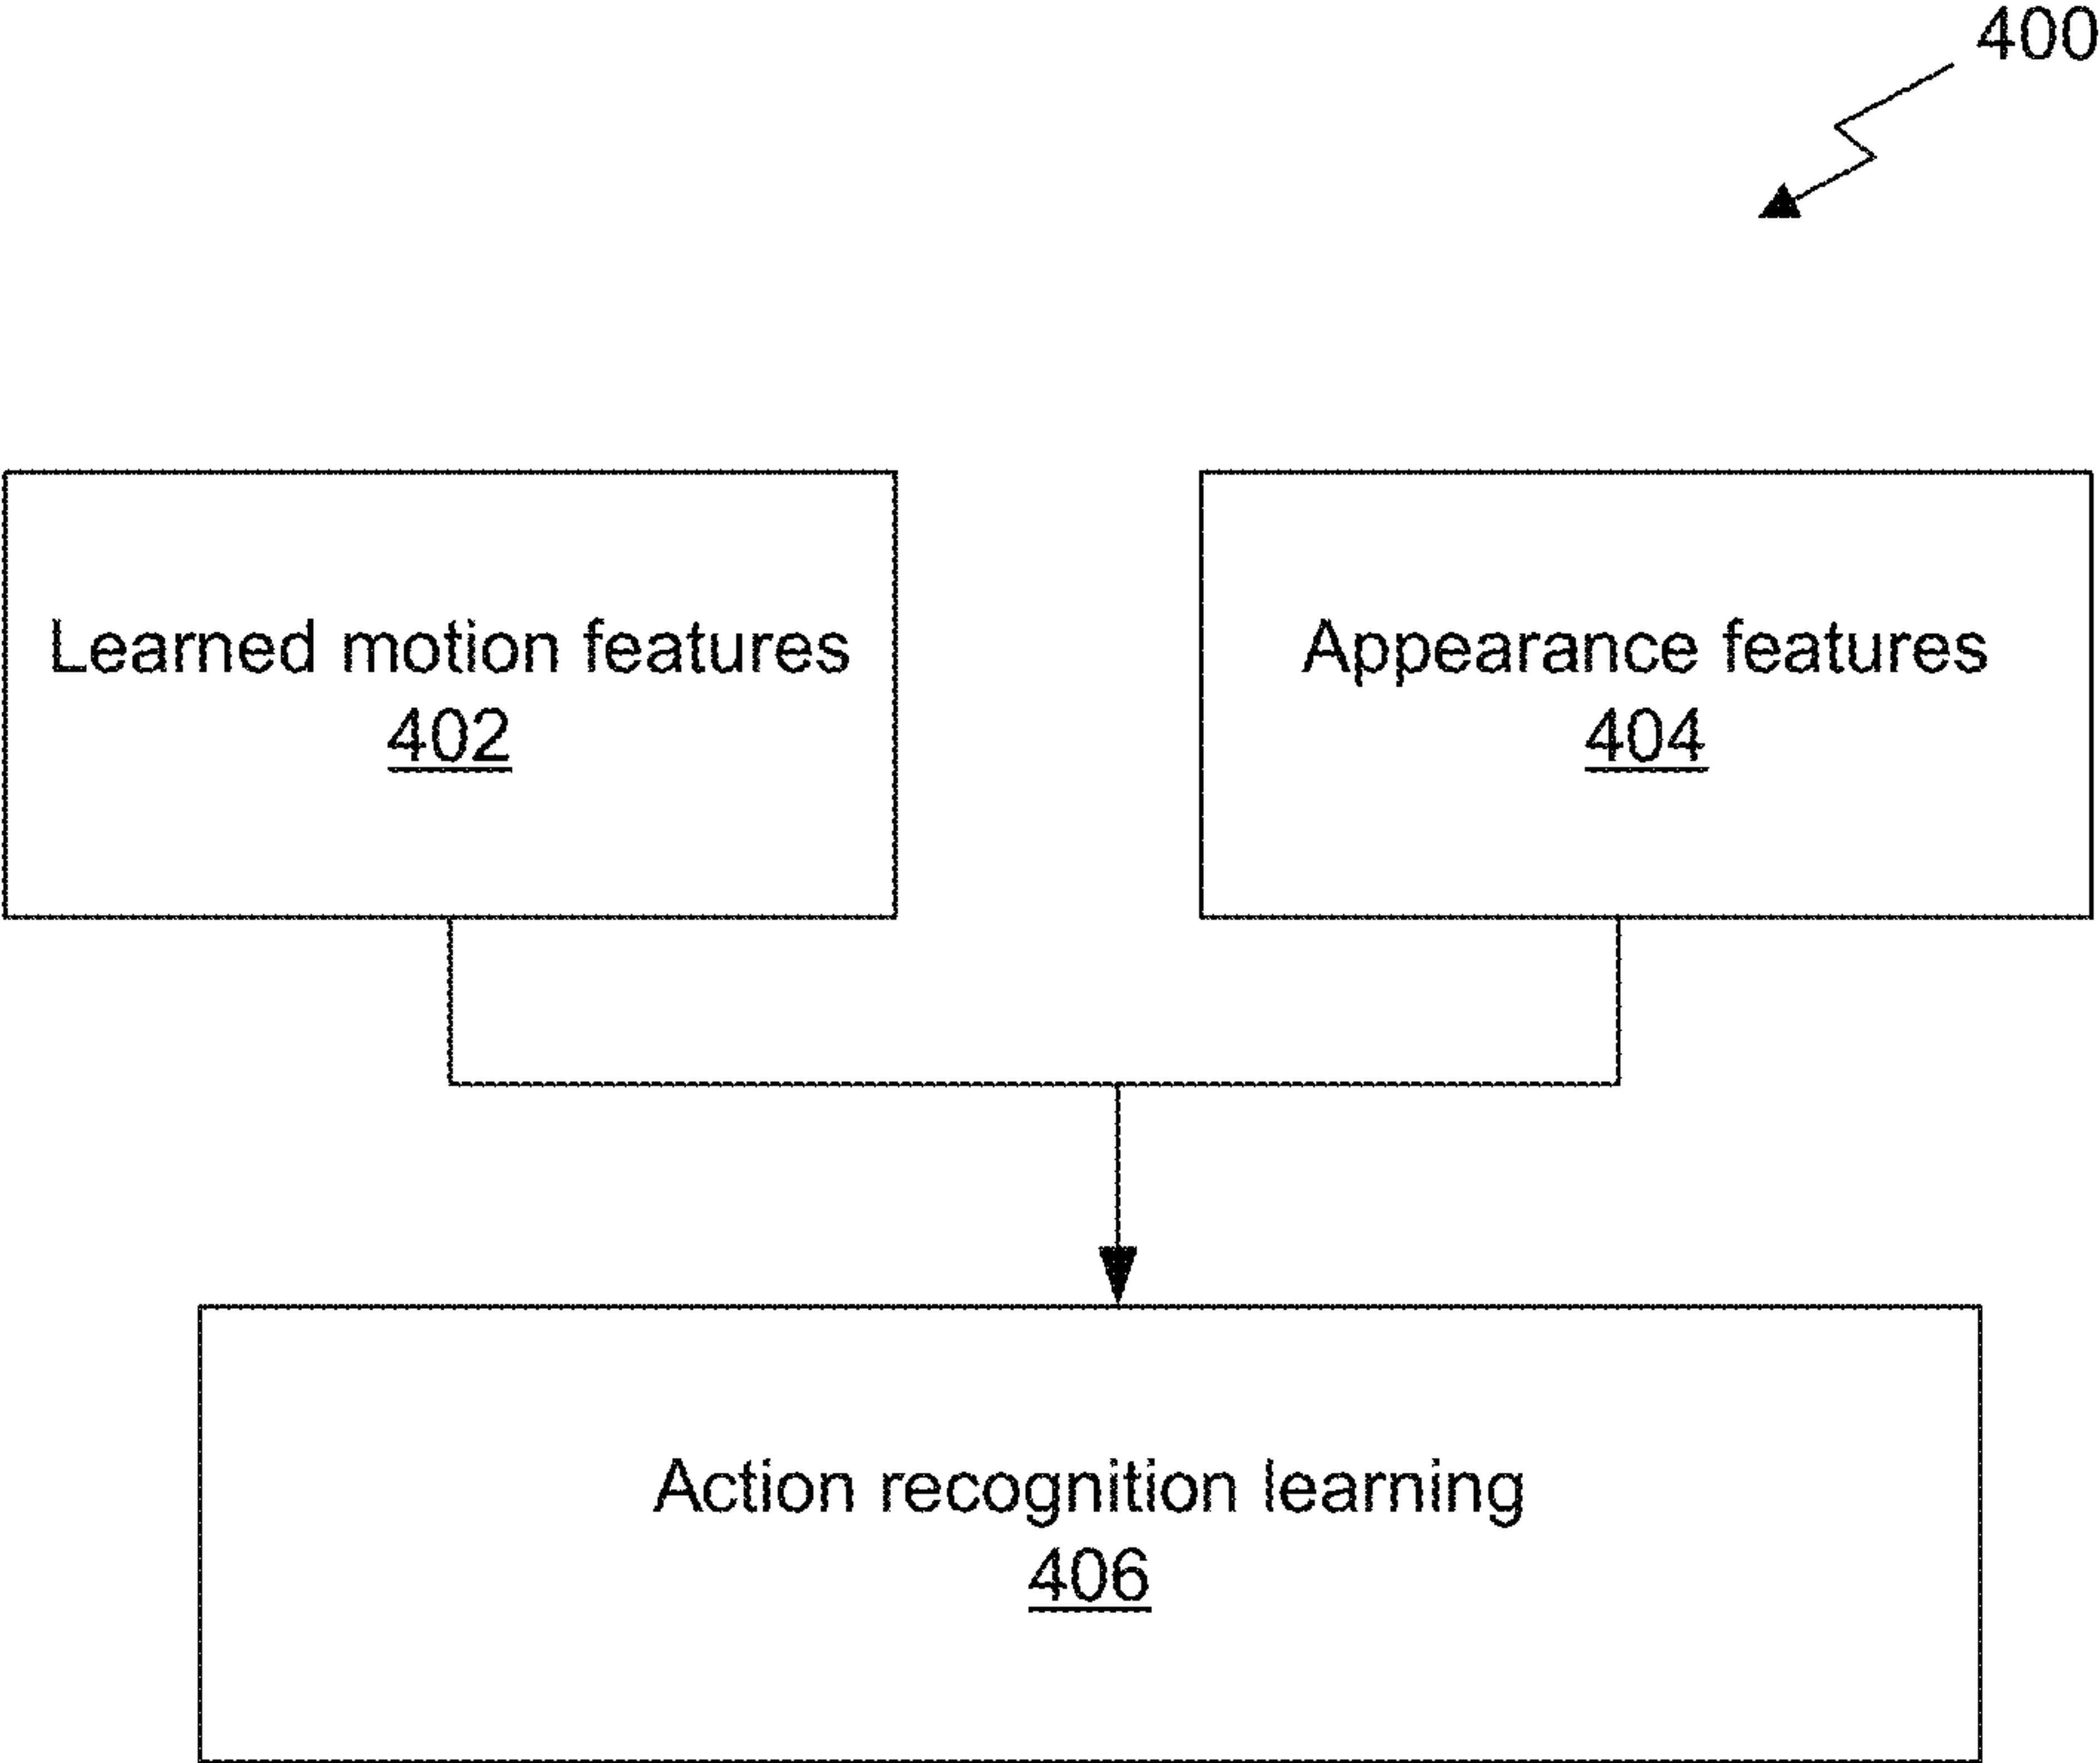 400
Learned motion features
402
Appearance features
404
Action recognition learning
406